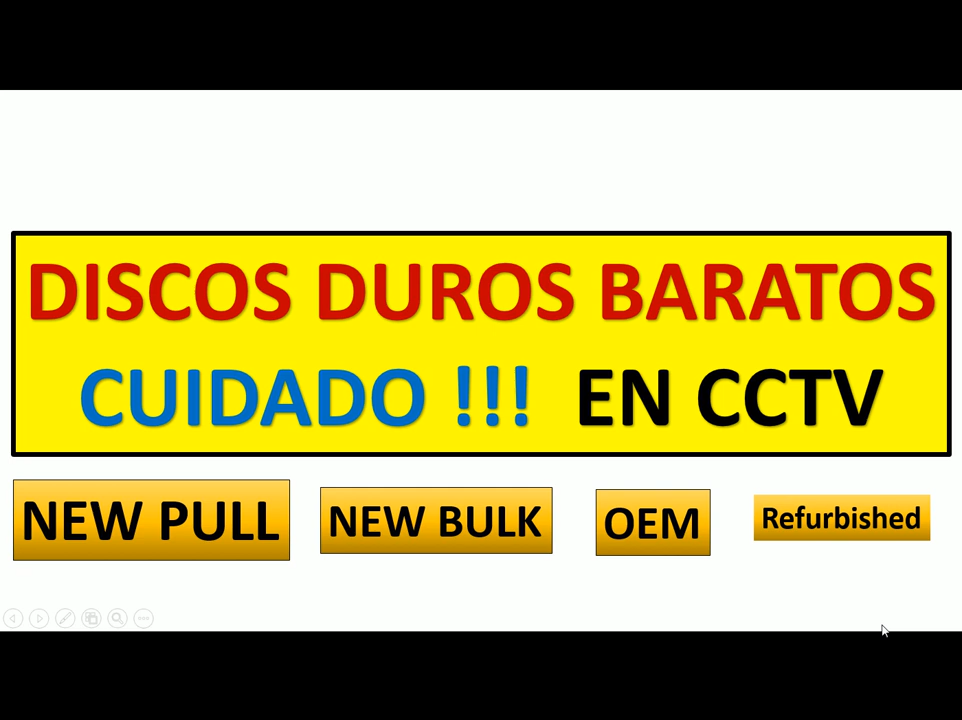 DISCOS DUROS BARATOS
CUIDADO !!! EN CCTV
NEW PULL
NEW BULK
OEM
Refurbished